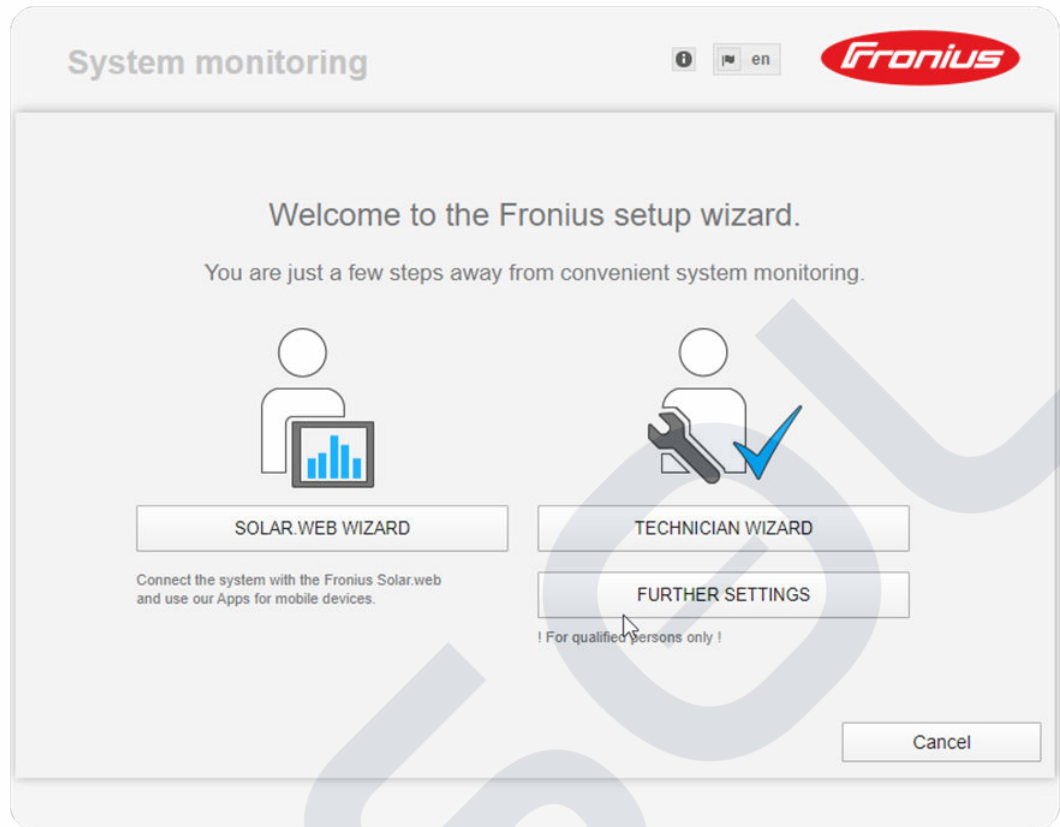 System monitoring
en
Fronius
Welcome to the Fronius setup wizard.
You are just a few steps away from convenient system monitoring.
SOLAR.WEB WIZARD
TECHNICIAN WIZARD
Connect the system with the Fronius Solar.web
and use our Apps for mobile devices.
FURTHER SETTINGS
! For qualified persons only !
Cancel